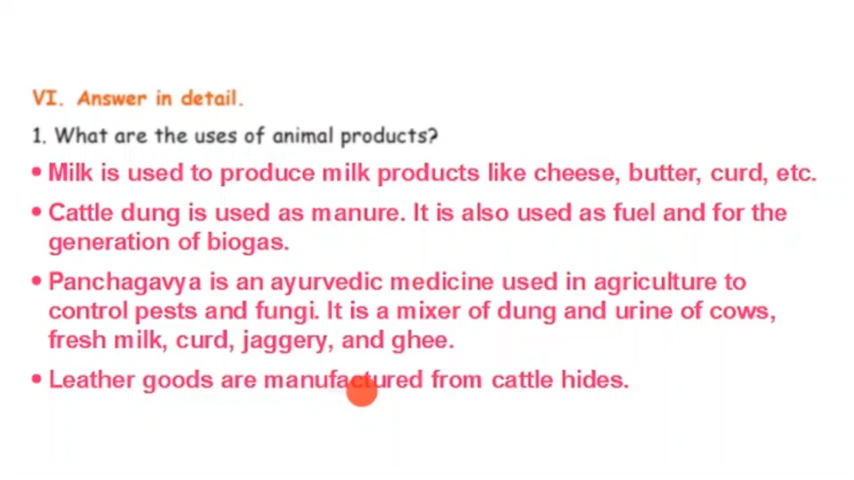 VI. Answer in detail.
1. What are the uses of animal products?
• Milk is used to produce milk products like cheese, butter, curd, etc.
• Cattle dung is used as manure. It is also used as fuel and for the
generation of biogas.
• Panchagavya is an ayurvedic medicine used in agriculture to
control pests and fungi. It is a mixer of dung and urine of cows,
fresh milk, curd, jaggery, and ghee.
• Leather goods are manufactured from cattle hides.